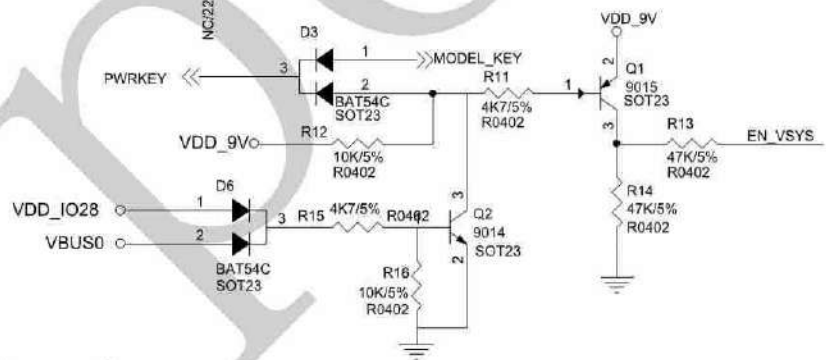 NC/22
D3
VDD_9V
3
1
MODEL_KEY
PWRKEY
2
BAT54C
SOT23
R11
4K7/5%
R0402
1
2
Q1
9015
SOT23
3
VDD_9V
R12
10K/5%
R0402
R13
47K/5%
R0402
EN_VSYS
D6
VDD_IO28
1
3
R15
4K7/5%
R0402
VBUS0
2
BAT54C
SOT23
3
Q2
9014
SOT23
2
R14
47K/5%
R0402
R16
10K/5%
R0402